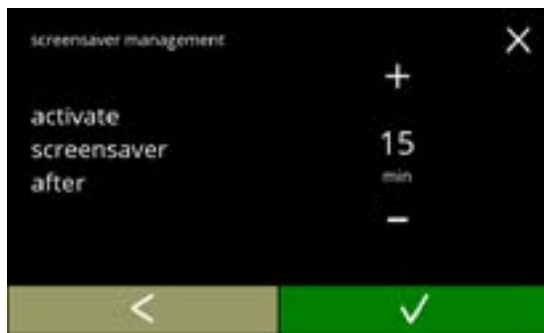 screensaver management
+
activate
screensaver
after
15
min
-